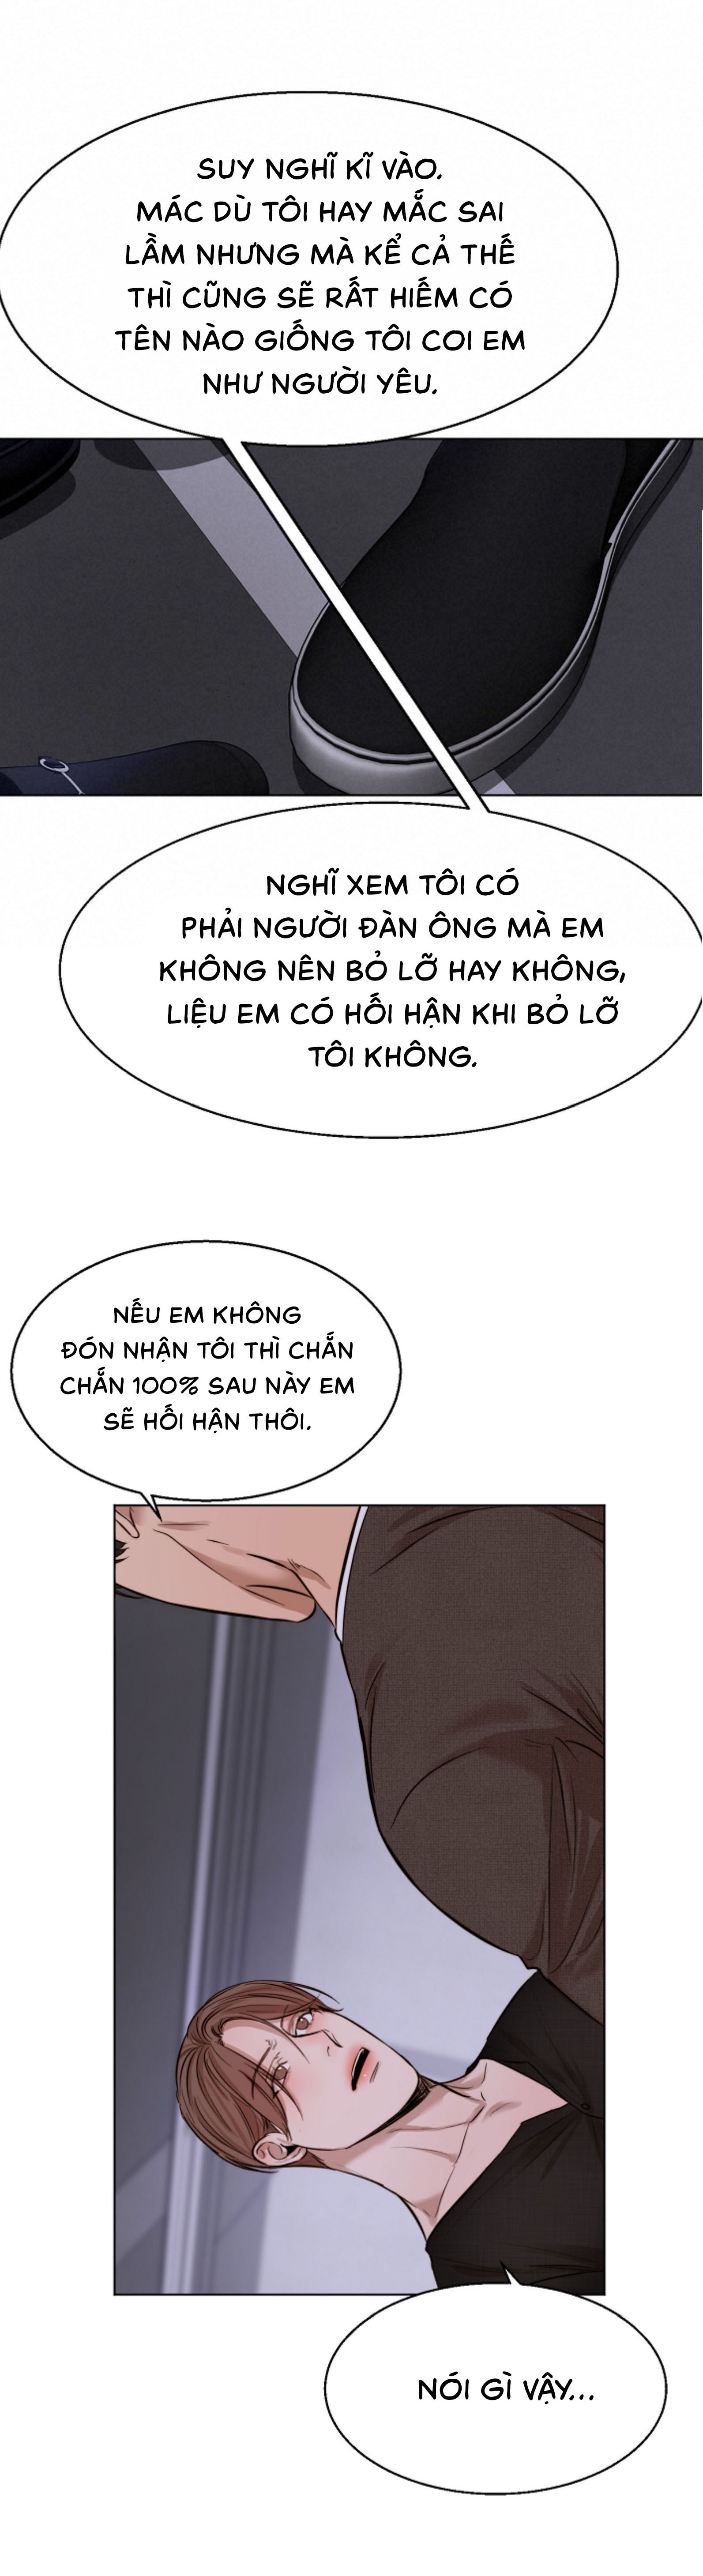 SUY NGHĨ KĨ VÀO.
MÁC DÙ TÔI HAY MẮC SAI
LẦM NHƯNG MÀ KỂ CẢ THẾ
THÌ CŨNG SẼ RẤT HIẾM CÓ
TÊN NÀO GIỐNG TÔI COI EM
NHƯ NGƯỜI YÊU.
NGHĨ XEM TÔI CÓ
PHẢI NGƯỜI ĐÀN ÔNG MÀ EM
KHÔNG NÊN BỎ LỠ HAY KHÔNG,
LIỆU EM CÓ HỐI HẬN KHI BỎ LỠ
TÔI KHÔNG.
NẾU EM KHÔNG
ĐÓN NHẬN TÔI THÌ CHẮN
CHẮN 100% SAU NÀY EM
SẼ HỐI HẬN THÔI.
NÓI GÌ VẬY...